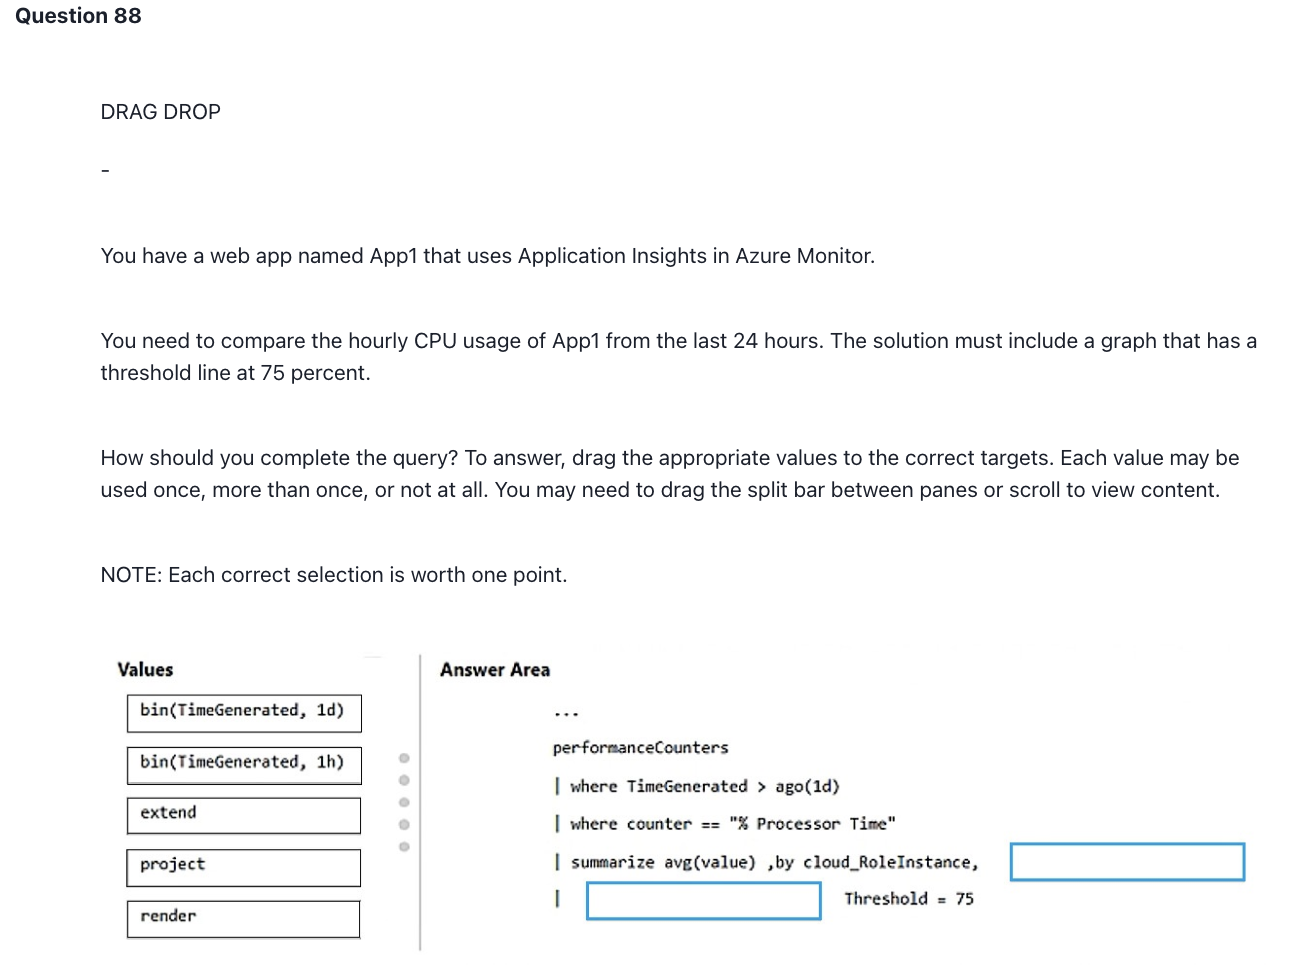 Question 88
DRAG DROP
-
You have a web app named App1 that uses Application Insights in Azure Monitor.
You need to compare the hourly CPU usage of App1 from the last 24 hours. The solution must include a graph that has a
threshold line at 75 percent.
How should you complete the query? To answer, drag the appropriate values to the correct targets. Each value may be
used once, more than once, or not at all. You may need to drag the split bar between panes or scroll to view content.
NOTE: Each correct selection is worth one point.
Values
bin(TimeGenerated, 1d)
bin(TimeGenerated, 1h)
extend
project
render
Answer Area
...
performanceCounters
| where TimeGenerated > ago(1d)
| where counter == "% Processor Time"
| summarize avg(value) ,by cloud_RoleInstance,
| Threshold = 75